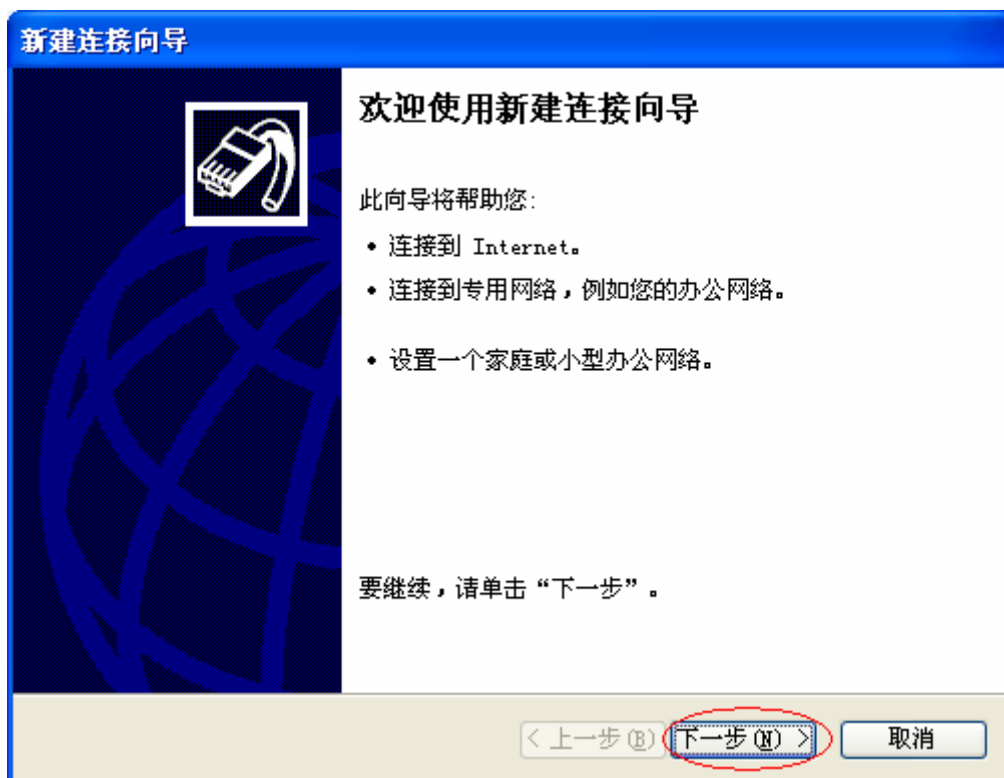 新建连接向导
欢迎使用新建连接向导
此向导将帮助您:
• 连接到 Internet。
• 连接到专用网络，例如您的办公网络。
• 设置一个家庭或小型办公网络。
要继续，请单击“下一步”。
< 上一步(B) 下一步(N) > 取消